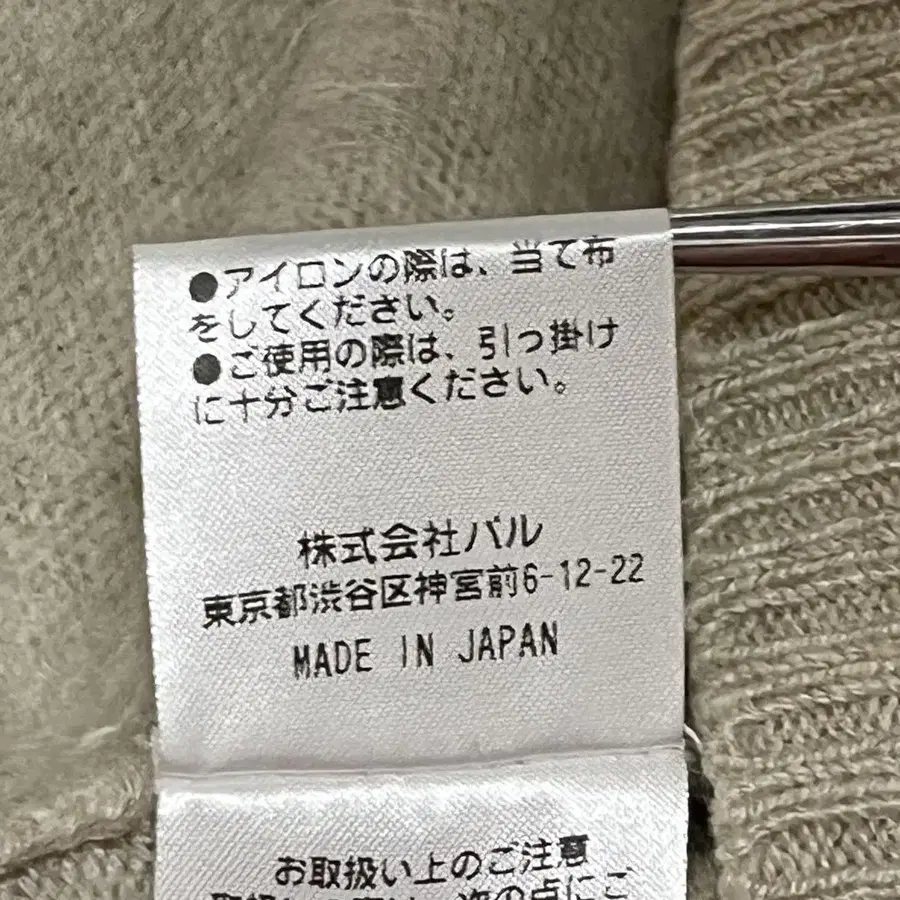 ●アイロンの際は、当て布
をしてください。
●ご使用の際は、引っ掛け
に十分ご注意ください。
株式会社バル
東京都渋谷区神宮前6-12-22
MADE IN JAPAN
お取扱い上のご注意